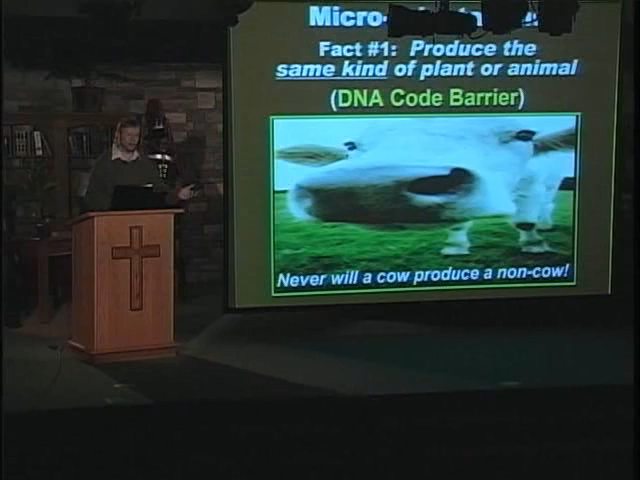 Micro-
Fact #1: Produce the
same kind of plant or animal
(DNA Code Barrier)
Never will a cow produce a non-cow!